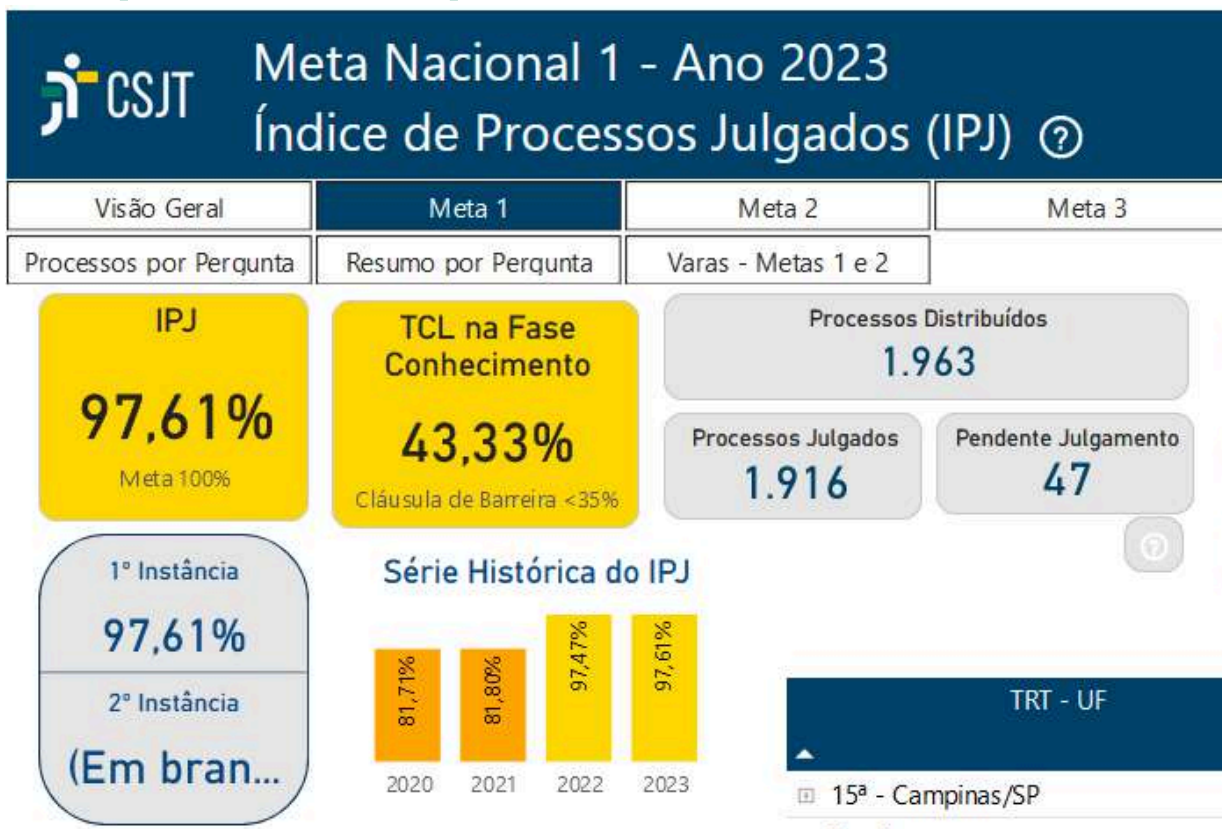 CSJT
Meta Nacional 1 - Ano 2023
Índice de Processos Julgados (IPJ) ?
Visão Geral
Meta 1
Meta 2
Meta 3
Processos por Pergunta
Resumo por Pergunta
Varas - Metas 1 e 2
IPJ
97,61%
Meta 100%
TCL na Fase
Conhecimento
43,33%
Cláusula de Barreira <35%
Processos Distribuídos
1.963
Processos Julgados
1.916
Pendente Julgamento
47
?
1° Instância
97,61%
2° Instância
(Em bran...
Série Histórica do IPJ
81,71%
81,80%
97,47%
97,61%
2020
2021
2022
2023
TRT - UF
15ª - Campinas/SP